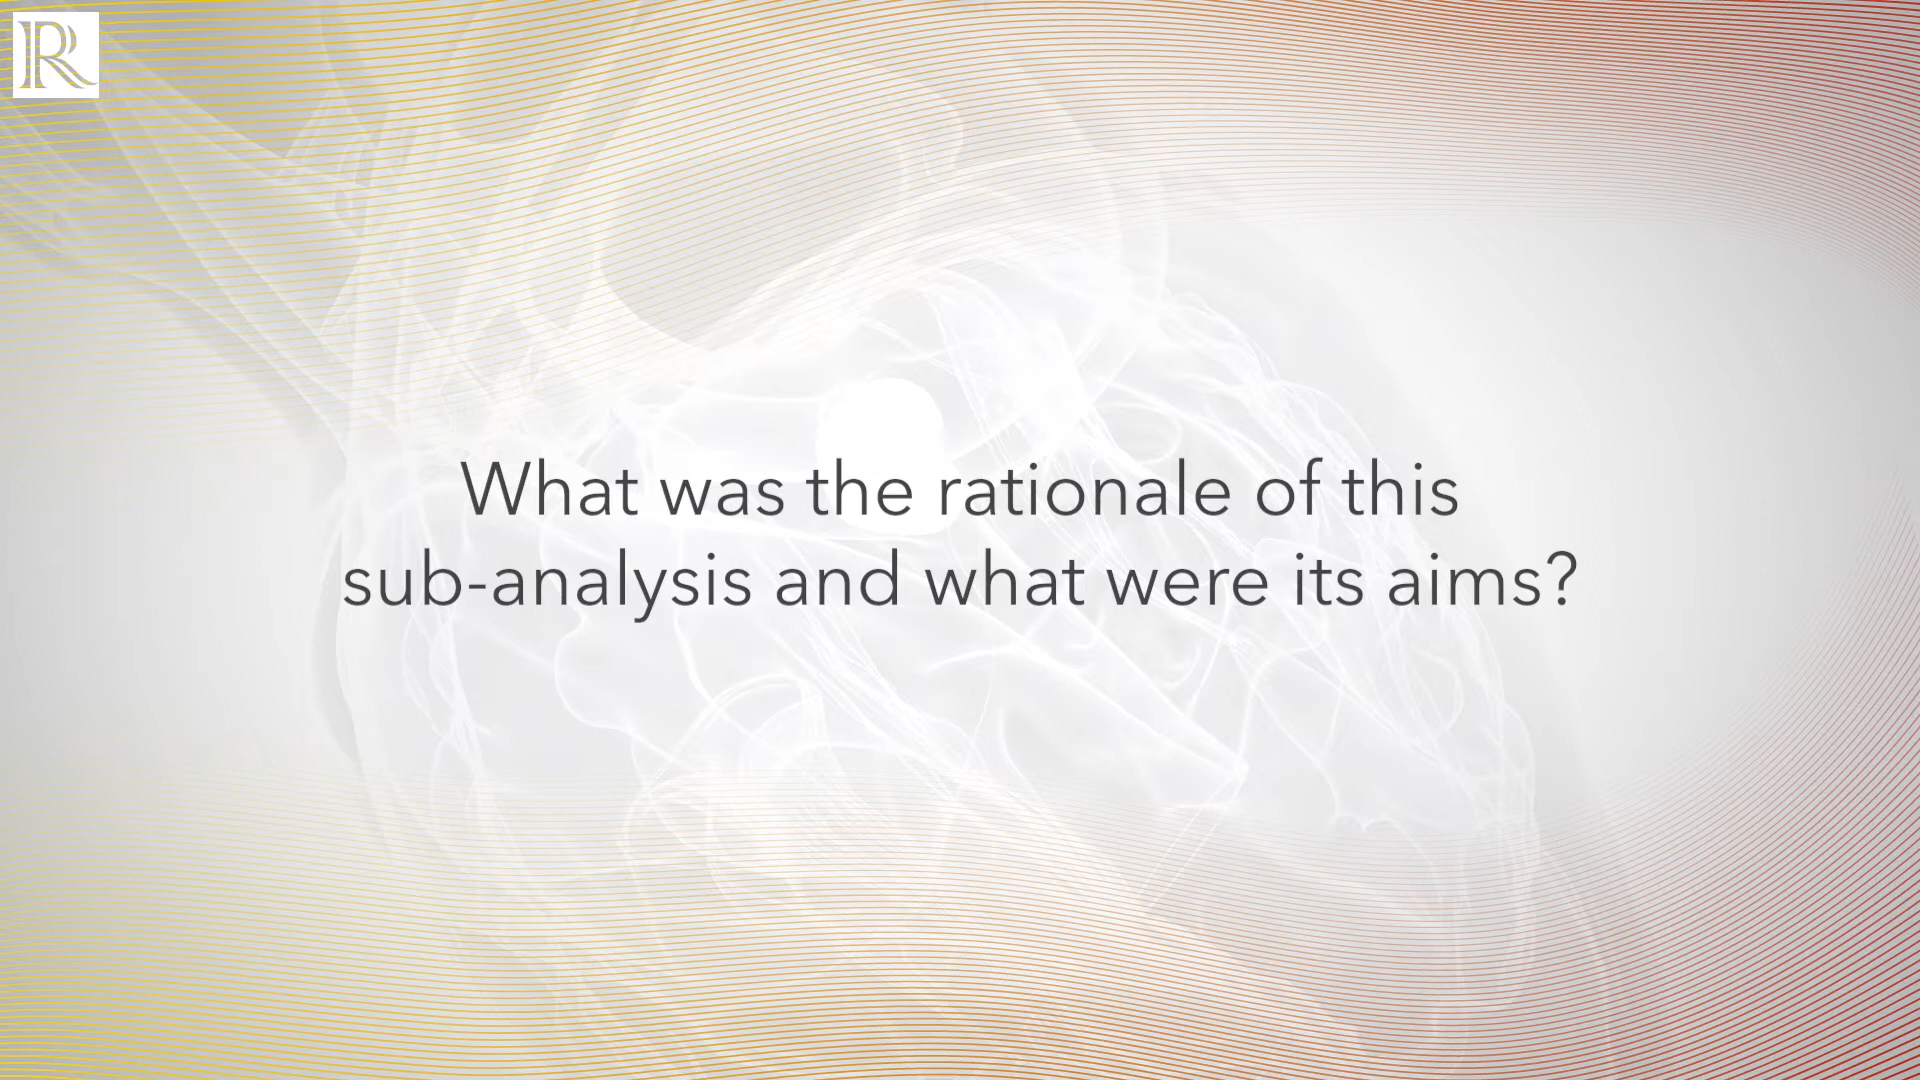 R
What was the rationale of this
sub-analysis and what were its aims?